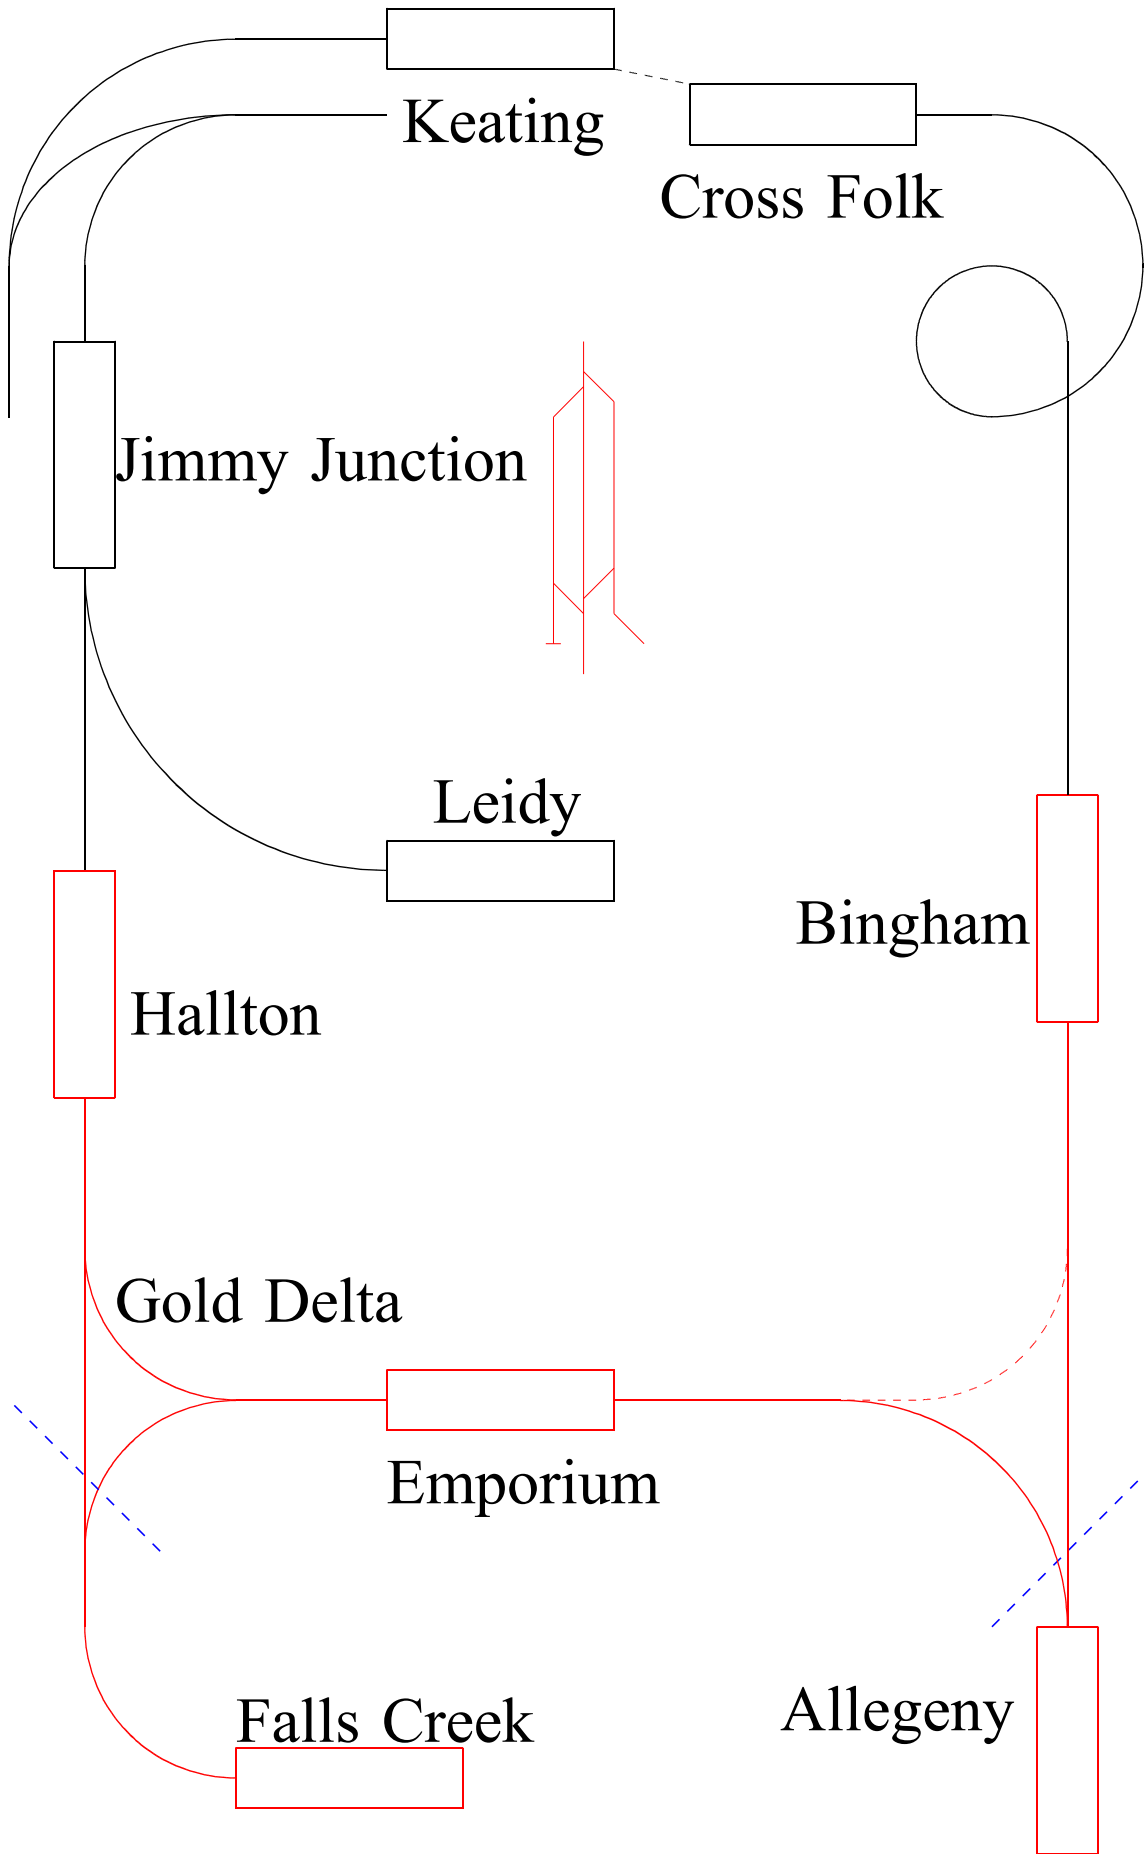 Keating
Cross Folk
Jimmy Junction
Leidy
Bingham
Hallton
Gold Delta
Emporium
Falls Creek
Allegeny